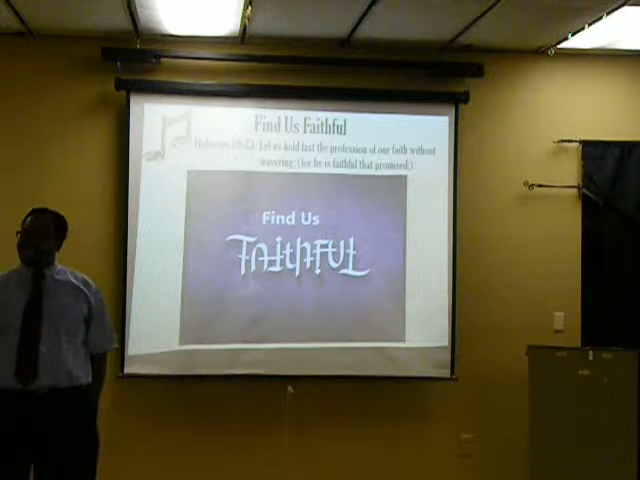 Find Us Faithful
Hebrews 10:23: Let us hold fast the profession of our faith without
wavering; (for he is faithful that promised;)
Find Us
FAithFUL